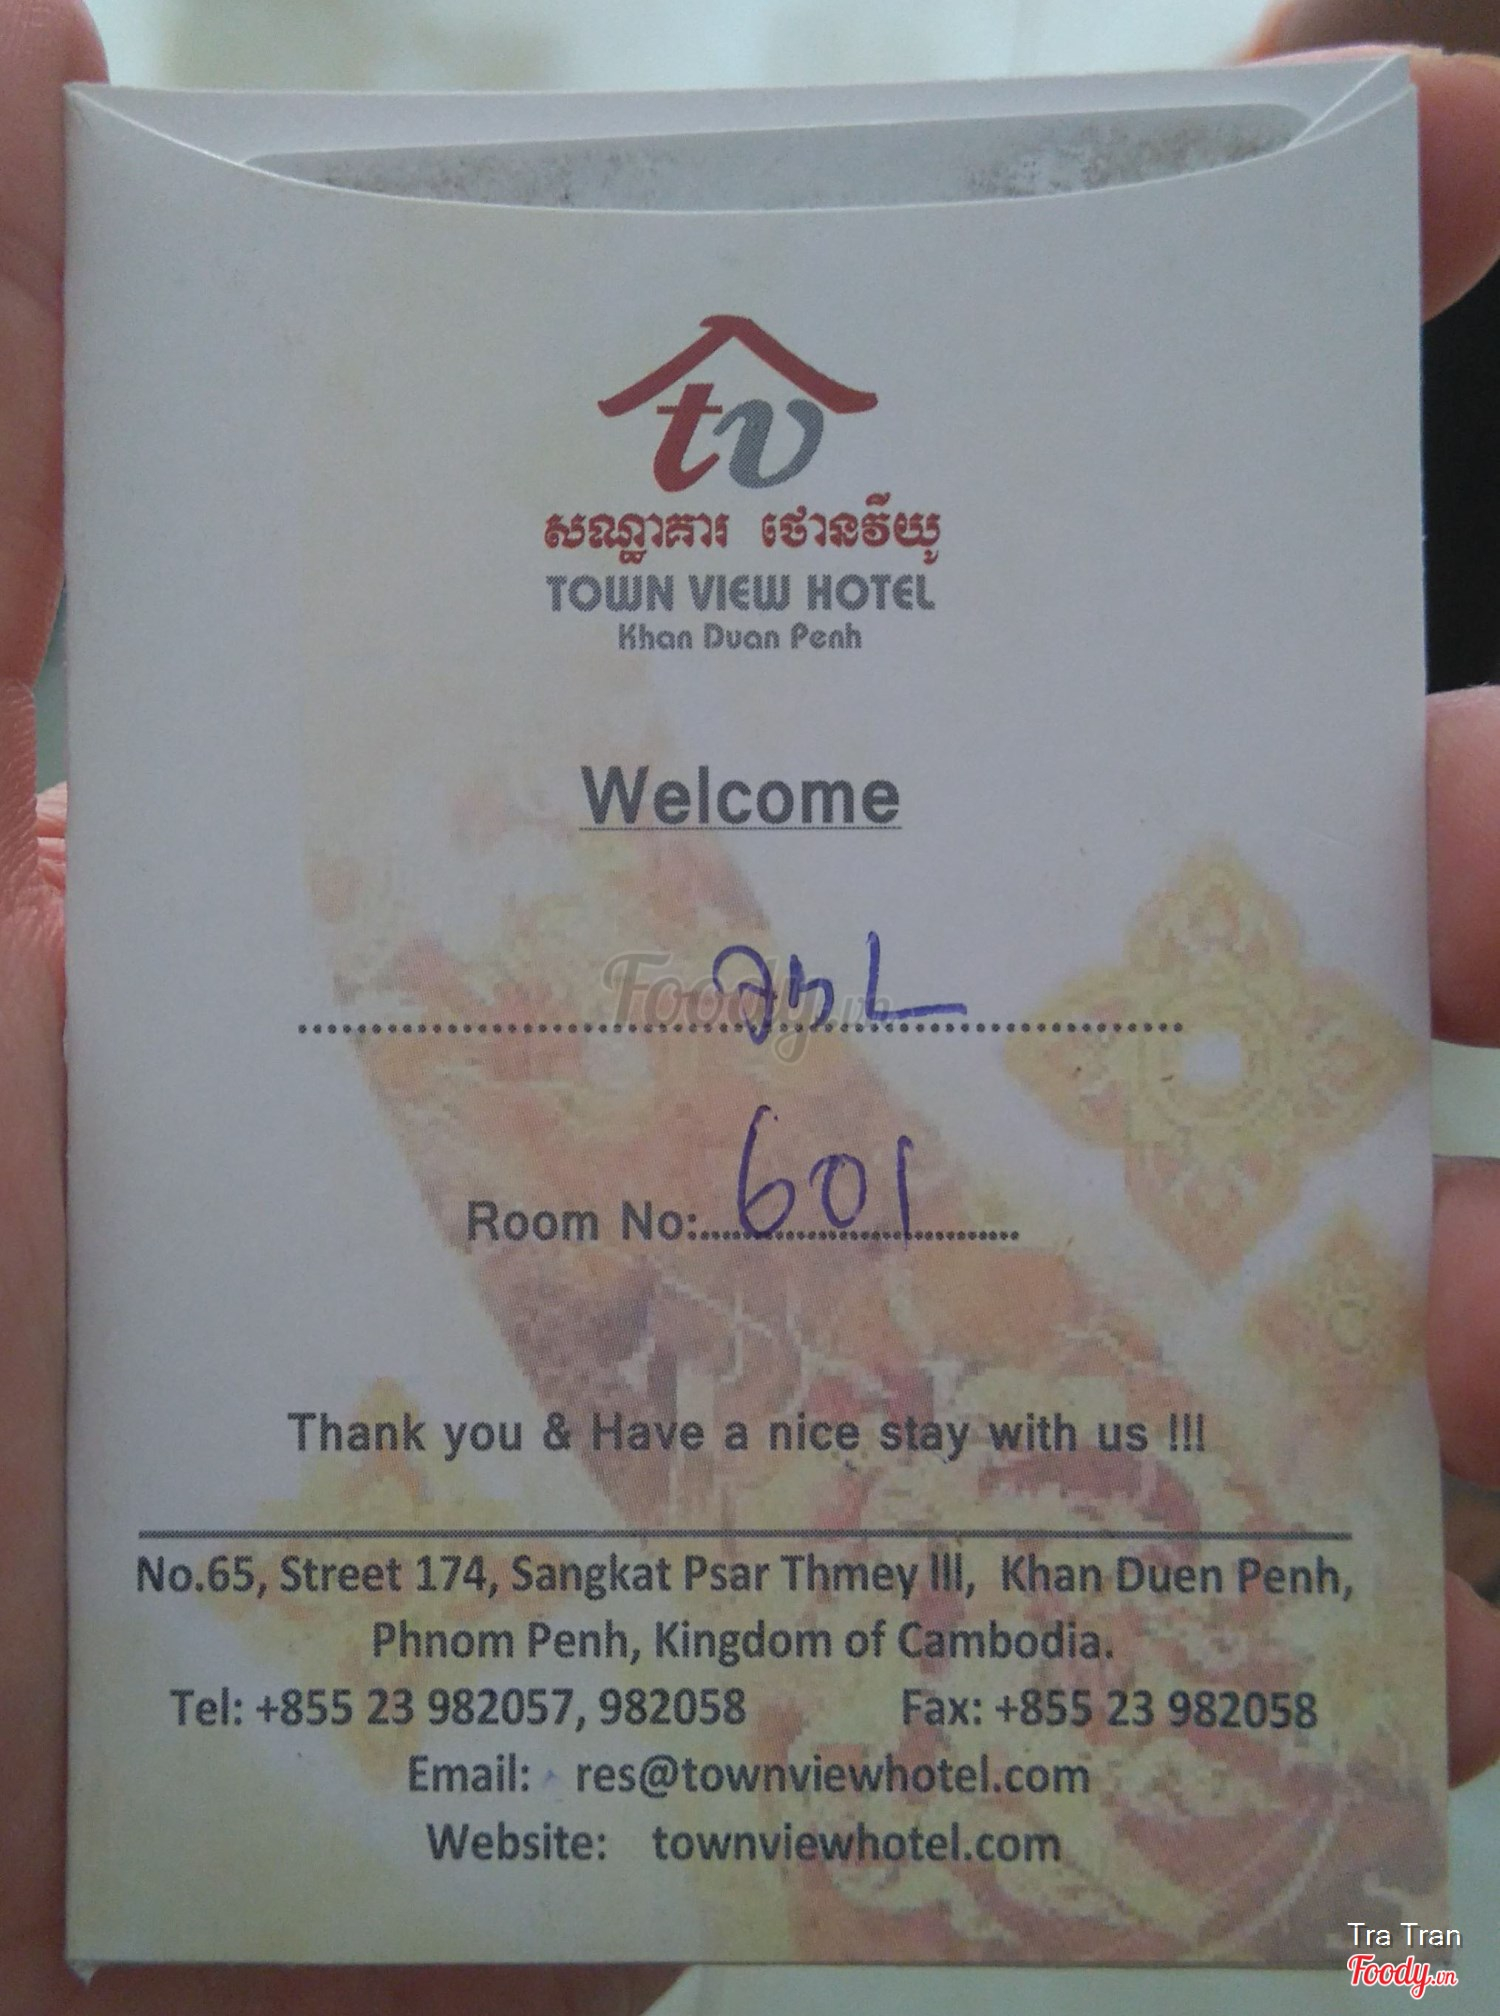 tv
សណ្ឋាគារ ថោនវីយូ
TOWN VIEW HOTEL
Khan Duan Penh
Welcome
Foody.vn
Room No: 601
Thank you & Have a nice stay with us !!!
No.65, Street 174, Sangkat Psar Thmey III, Khan Duen Penh,
Phnom Penh, Kingdom of Cambodia.
Tel: +855 23 982057, 982058 Fax: +855 23 982058
Email: res@townviewhotel.com
Website: townviewhotel.com
Tra Tran
Foody.vn